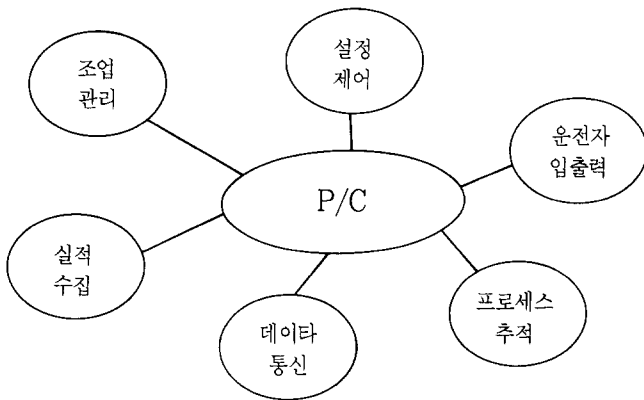 조업
관리
설정
제어
운전자
입출력
P/C
실적
수집
데이타
통신
프로세스
추적